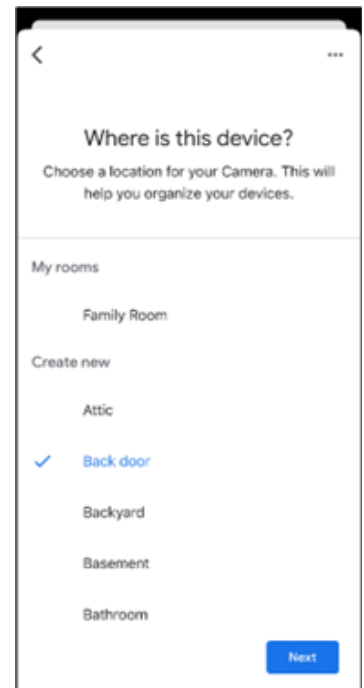 Where is this device?
Choose a location for your Camera. This will
help you organize your devices.
My rooms
Family Room
Create new
Attic
Back door
Backyard
Basement
Bathroom
Next